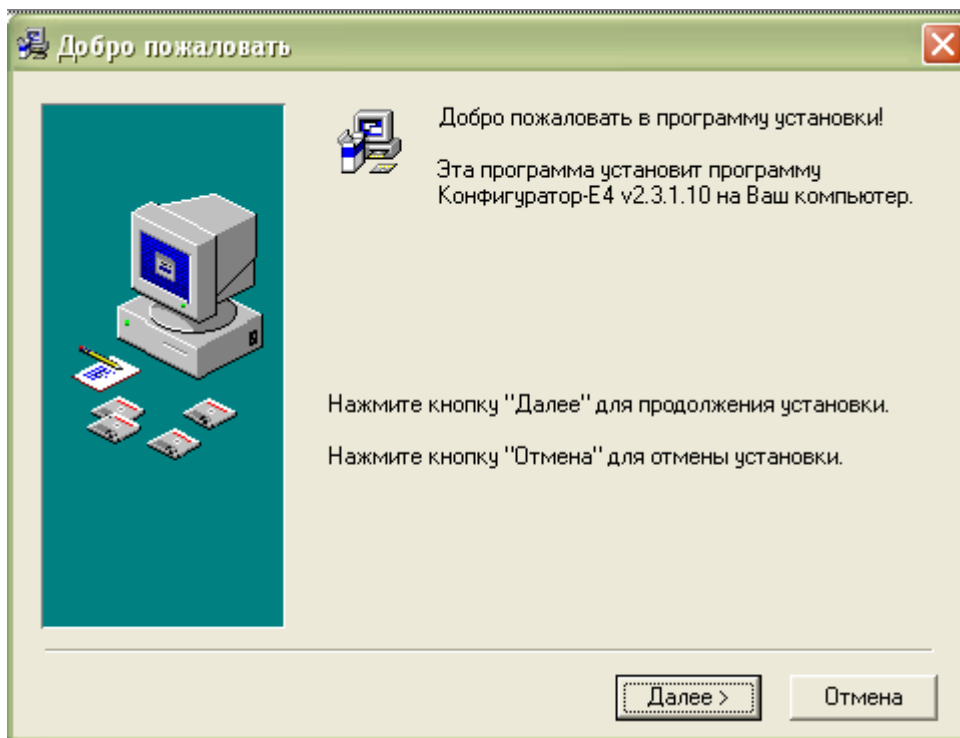 Добро пожаловать
Добро пожаловать в программу установки!
Эта программа установит программу
Конфигуратор-Е4 v2.3.1.10 на Ваш компьютер.
Нажмите кнопку "Далее" для продолжения установки.
Нажмите кнопку "Отмена" для отмены установки.
Далее >
Отмена